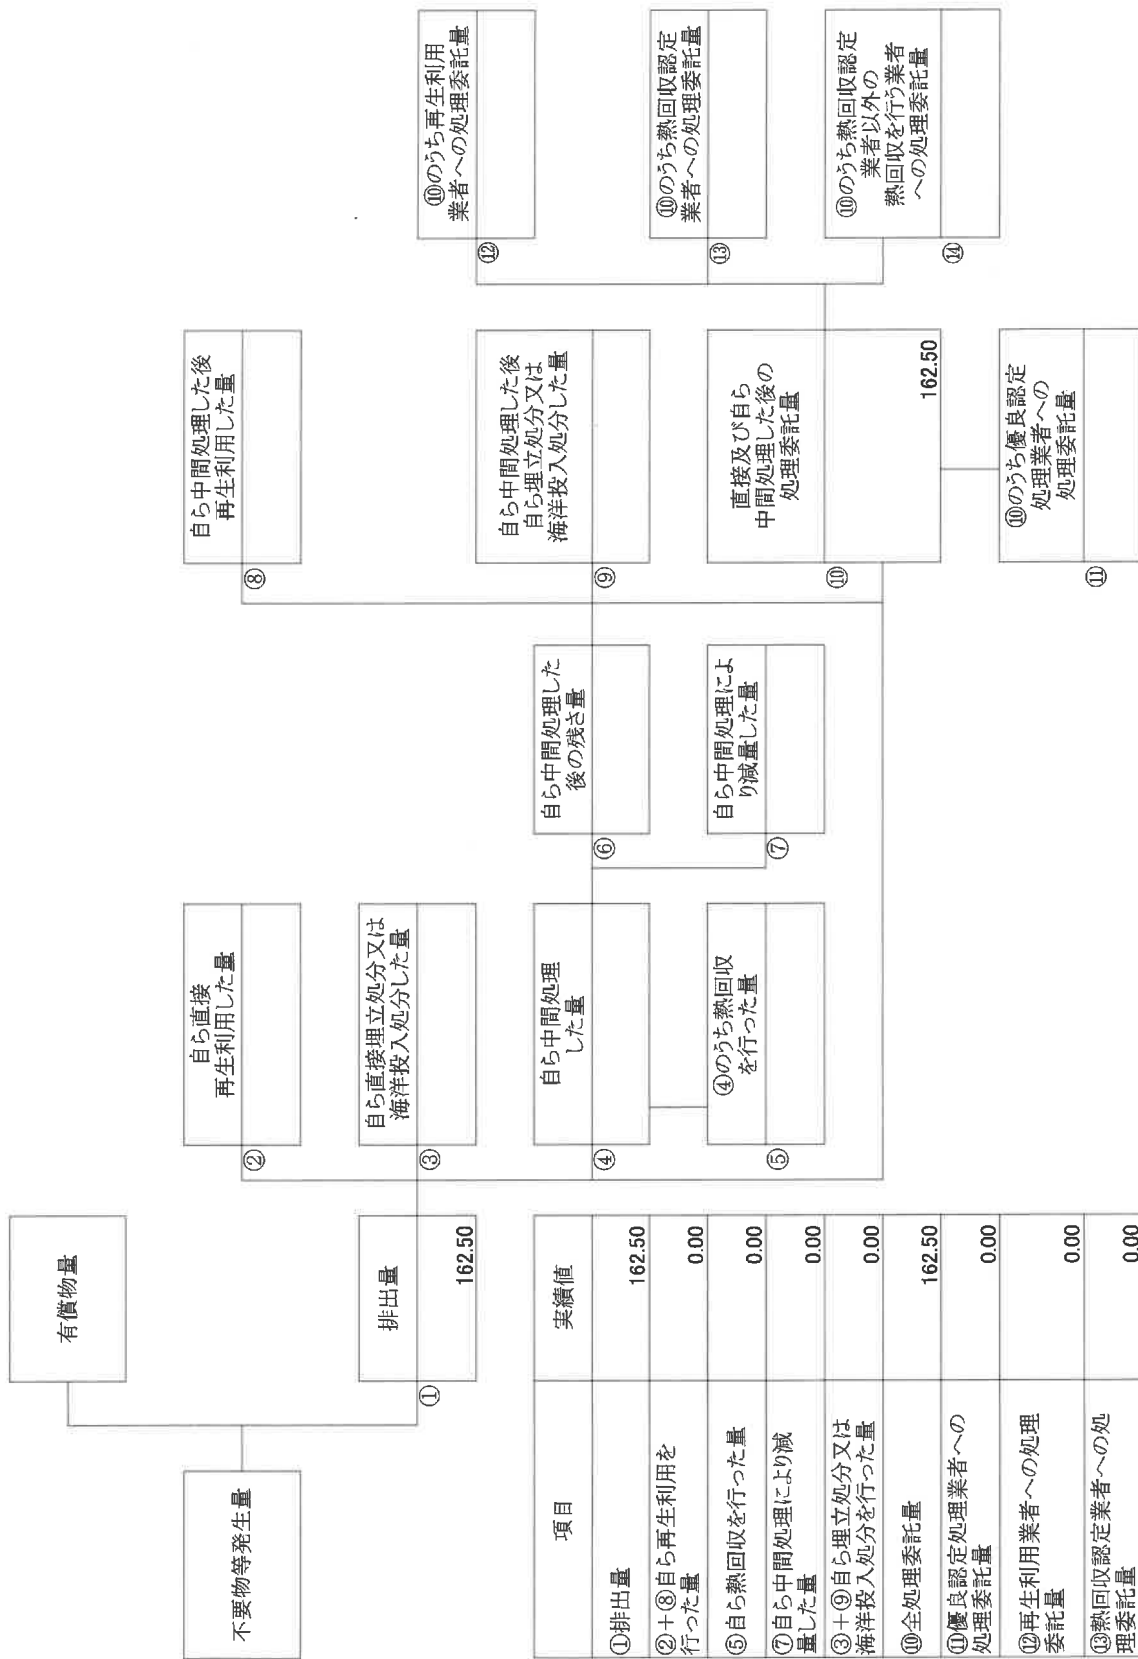 不要物等発生量
有償物量
①
排出量
162.50
②
自ら直接
再生利用した量
③
自ら直接埋立処分又は
海洋投入処分した量
④
自ら中間処理
した量
⑤
④のうち熱回収
を行った量
⑥
自ら中間処理した
後の残さ量
⑦
自ら中間処理によ
り減量した量
⑧
自ら中間処理した後
再生利用した量
⑨
自ら中間処理した後
自ら埋立処分又は
海洋投入処分した量
⑩
直接及び自ら
中間処理した後の
処理委託量
162.50
⑪
⑩のうち優良認定
処理業者への
処理委託量
⑫
⑩のうち再生利用
業者への処理委託量
⑬
⑩のうち熱回収認定
業者への処理委託量
⑭
⑩のうち熱回収認定
業者以外の
熱回収を行う業者
への処理委託量
項目 実績値
①排出量 162.50
②+⑧自ら再生利用を
行った量 0.00
⑤自ら熱回収を行った量 0.00
⑦自ら中間処理により減
量した量 0.00
③+⑨自ら埋立処分又は
海洋投入処分を行った量 0.00
⑩全処理委託量 162.50
⑪優良認定処理業者への
処理委託量 0.00
⑫再生利用業者への処理
委託量 0.00
⑬熱回収認定業者への処
理委託量 0.00